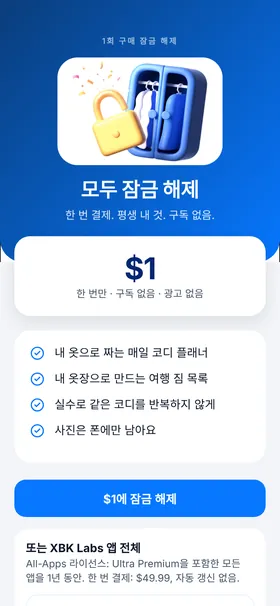 1회 구매 잠금 해제
모두 잠금 해제
한 번 결제. 평생 내 것. 구독 없음.
$1
한 번만 · 구독 없음 · 광고 없음
내 옷으로 짜는 매일 코디 플래너
내 옷장으로 만드는 여행 짐 목록
실수로 같은 코디를 반복하지 않게
사진은 폰에만 남아요
$1에 잠금 해제
또는 XBK Labs 앱 전체
All-Apps 라이선스: Ultra Premium을 포함한 모든
앱을 1년 동안. 한 번 결제: $49.99, 자동 갱신 없음.